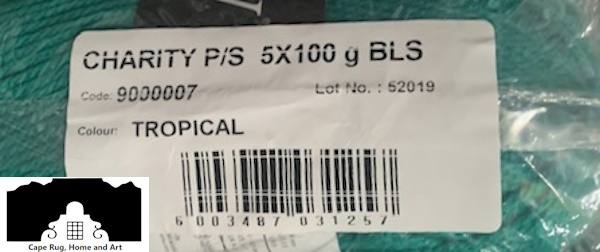 CHARITY P/S 5X100 g BLS
Code: 9000007 Lot No. : 52019
Colour: TROPICAL
6 003487 031257
Cape Rug, Home and Art